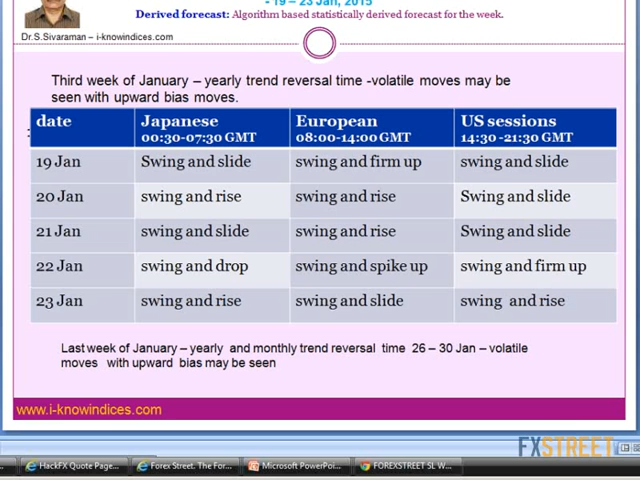 - 19 – 23 Jan, 2015
Derived forecast: Algorithm based statistically derived forecast for the week.
Dr.S.Sivaraman – i-knowindices.com
Third week of January – yearly trend reversal time -volatile moves may be
seen with upward bias moves.
date Japanese European US sessions
00:30-07:30 GMT 08:00-14:00 GMT 14:30 -21:30 GMT
19 Jan Swing and slide swing and firm up swing and slide
20 Jan swing and rise swing and rise Swing and slide
21 Jan swing and slide swing and rise Swing and slide
22 Jan swing and drop swing and spike up swing and firm up
23 Jan swing and rise swing and slide swing and rise
Last week of January – yearly and monthly trend reversal time 26 – 30 Jan – volatile
moves with upward bias may be seen
www.i-knowindices.com
FXSTREET
HackFX Quote Page... Forex Street. The For... Microsoft PowerPoi... FOREXSTREET SL W...